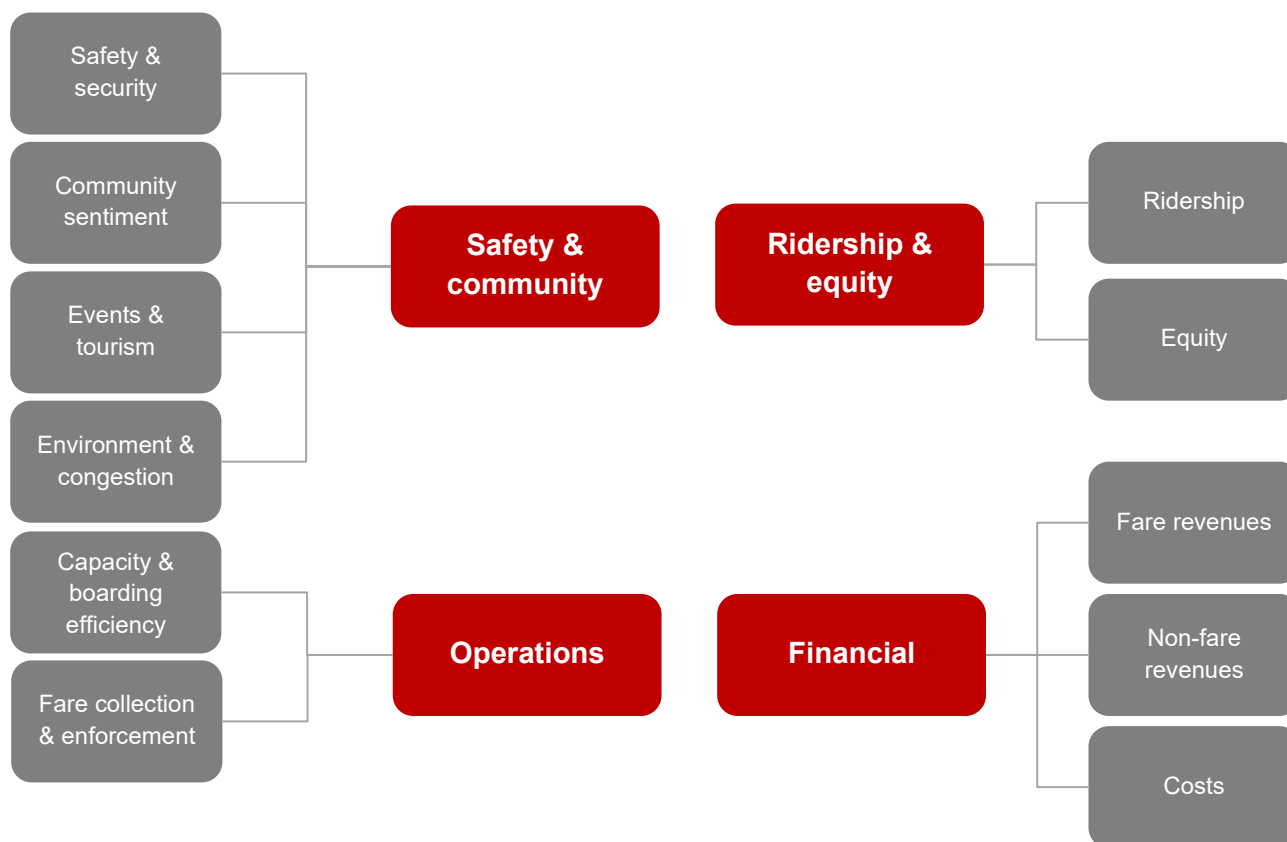 Safety &
security
Community
sentiment
Events &
tourism
Environment &
congestion
Safety &
community
Ridership &
equity
Ridership
Equity
Capacity &
boarding
efficiency
Fare collection
& enforcement
Operations
Financial
Fare revenues
Non-fare
revenues
Costs